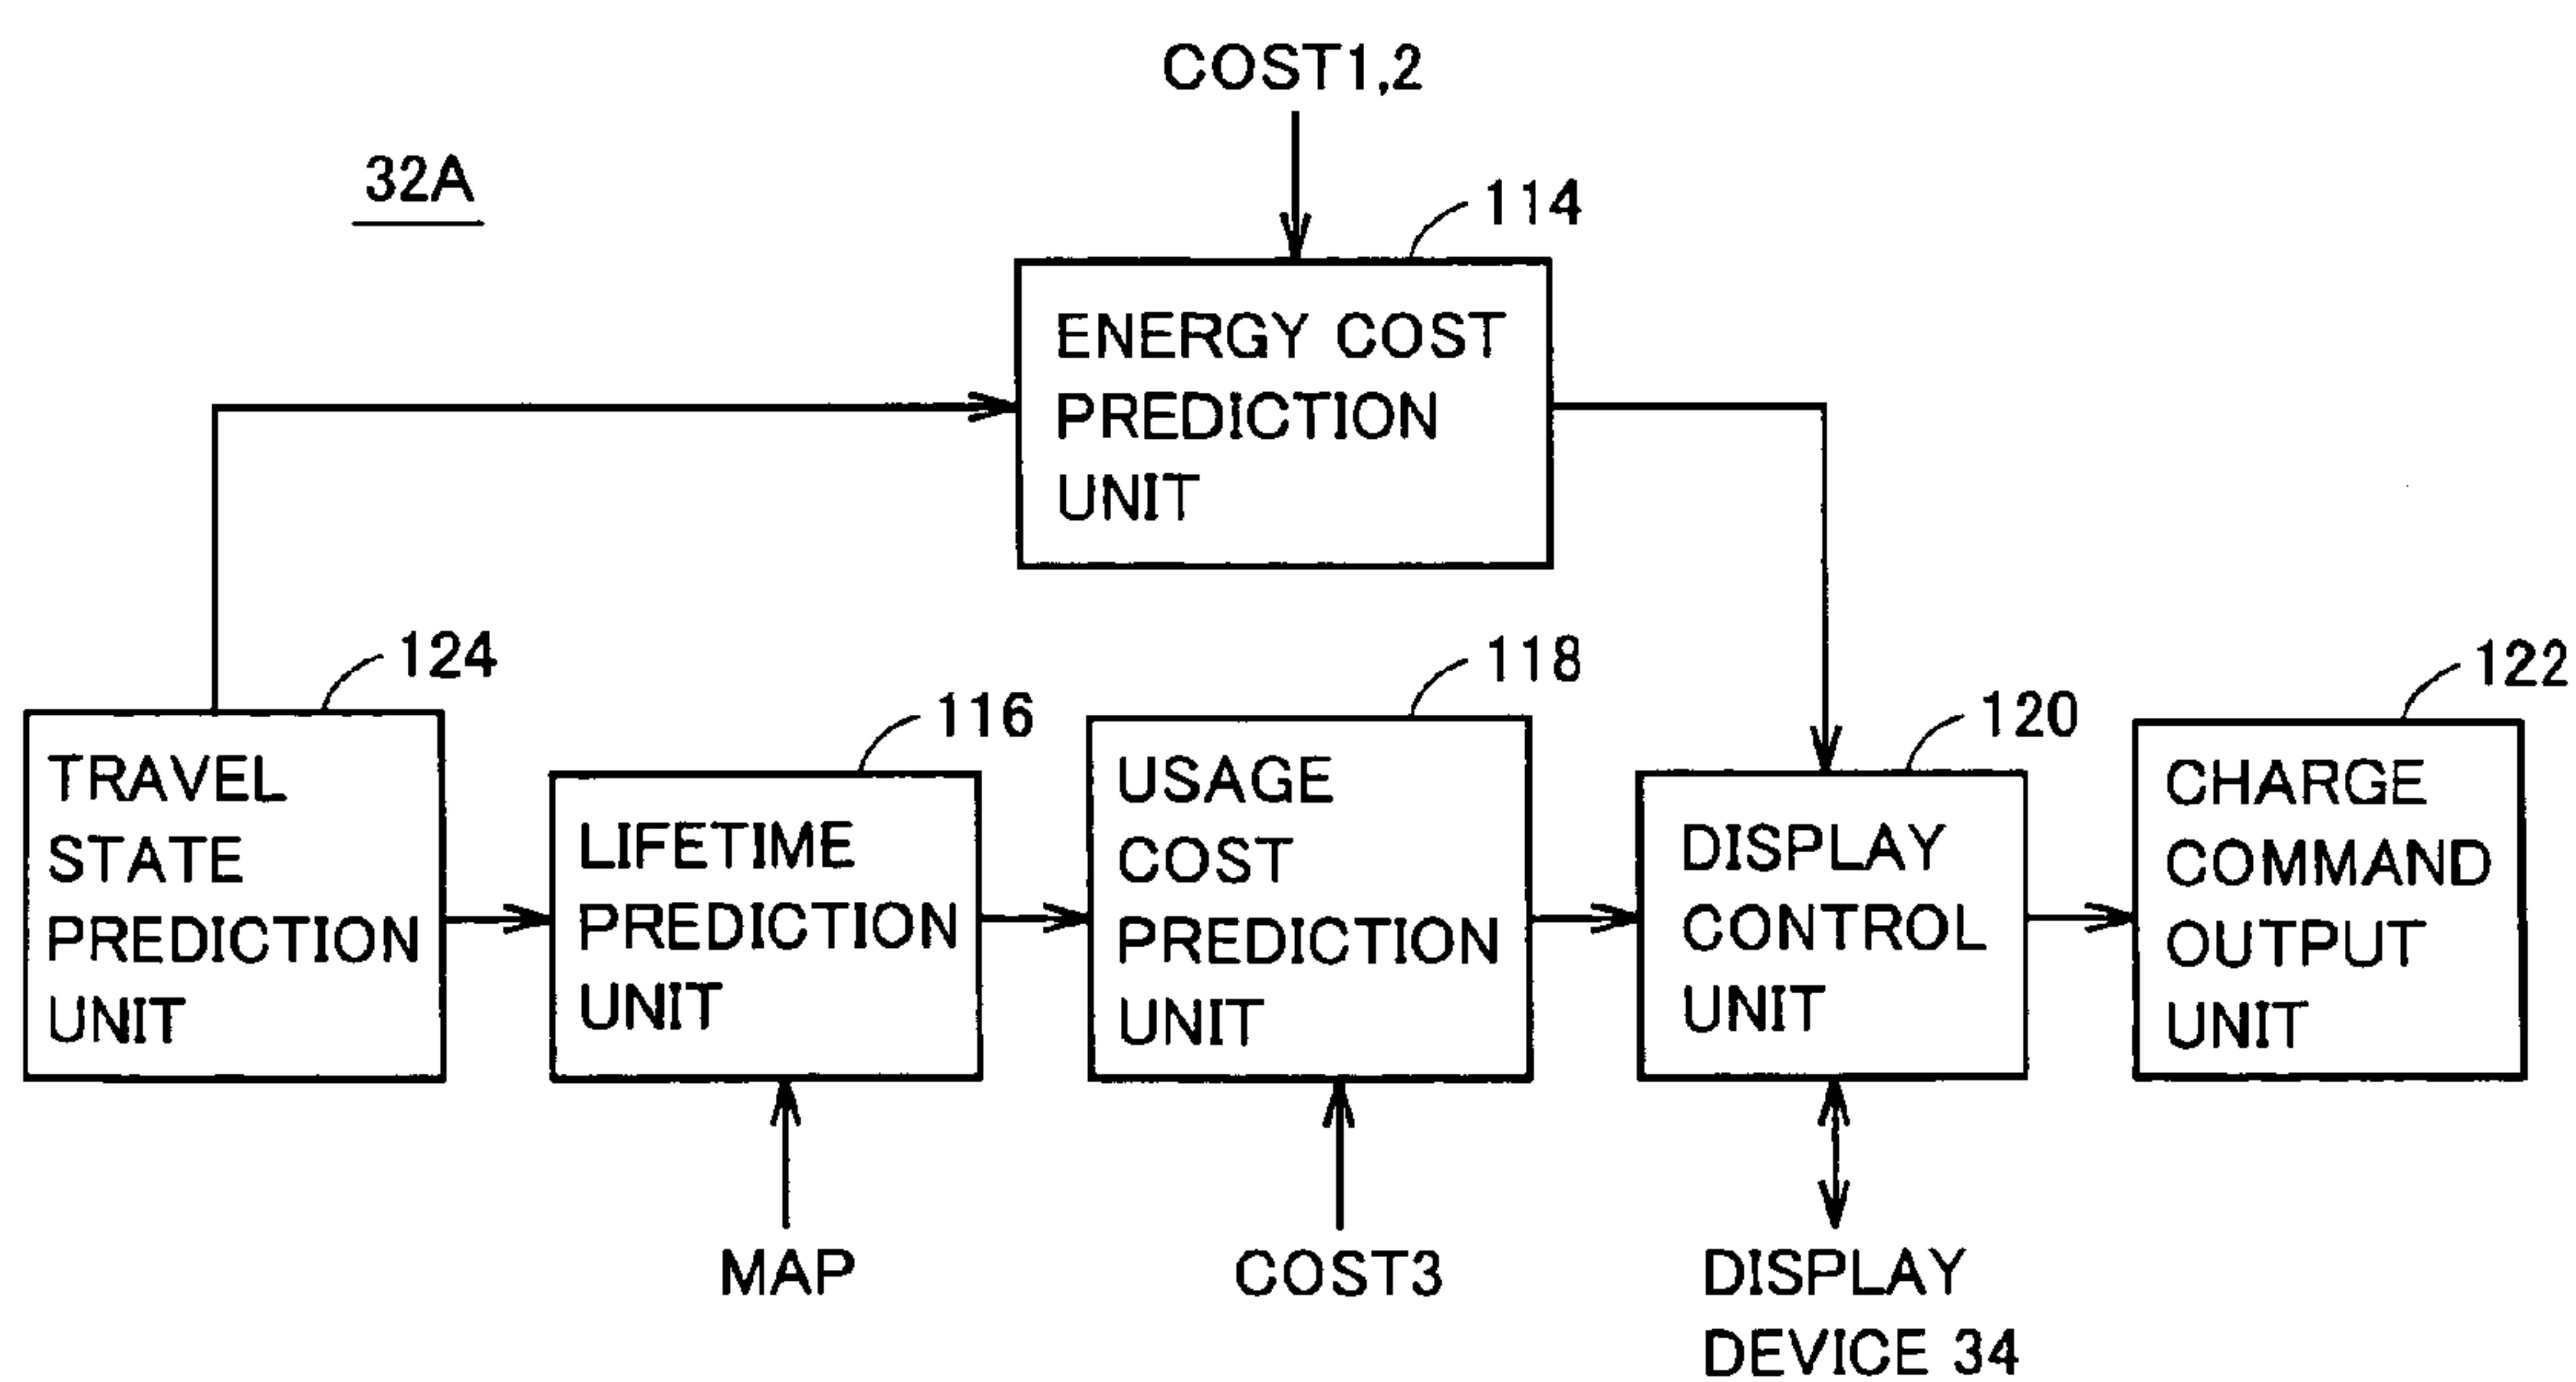 COST1,2
32A
114
ENERGY COST
PREDICTION
UNIT
124
TRAVEL
STATE
PREDICTION
UNIT
116
LIFETIME
PREDICTION
UNIT
MAP
118
USAGE
COST
PREDICTION
UNIT
COST3
120
DISPLAY
CONTROL
UNIT
DISPLAY
DEVICE 34
122
CHARGE
COMMAND
OUTPUT
UNIT